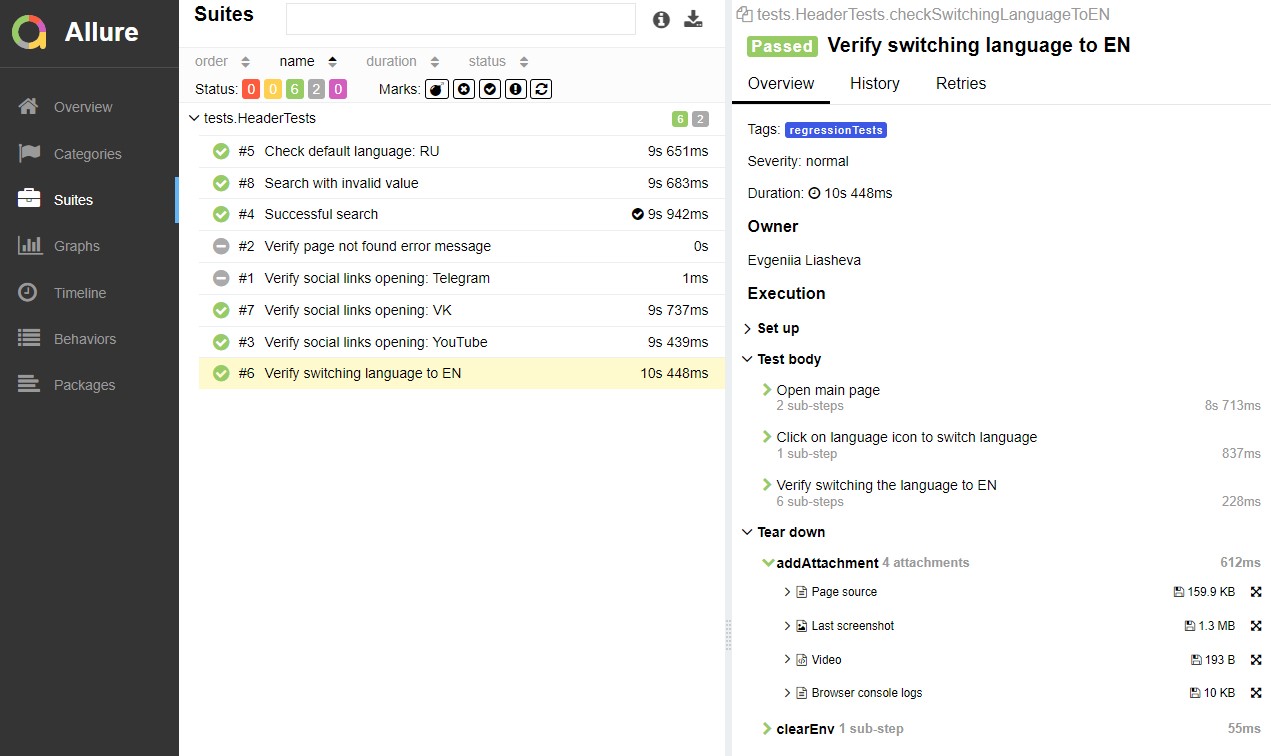 Allure
Overview
Categories
Suites
Graphs
Timeline
Behaviors
Packages
Suites
order name duration status
Status: 0 0 6 2 0 Marks:
tests.HeaderTests 6 2
#5 Check default language: RU 9s 651ms
#8 Search with invalid value 9s 683ms
#4 Successful search 9s 942ms
#2 Verify page not found error message 0s
#1 Verify social links opening: Telegram 1ms
#7 Verify social links opening: VK 9s 737ms
#3 Verify social links opening: YouTube 9s 439ms
#6 Verify switching language to EN 10s 448ms
tests.HeaderTests.checkSwitchingLanguageToEN
Passed Verify switching language to EN
Overview History Retries
Tags: regressionTests
Severity: normal
Duration: 10s 448ms
Owner
Evgeniia Liasheva
Execution
Set up
Test body
Open main page
2 sub-steps 8s 713ms
Click on language icon to switch language
1 sub-step 837ms
Verify switching the language to EN
6 sub-steps 228ms
Tear down
addAttachment 4 attachments 612ms
Page source 159.9 KB
Last screenshot 1.3 MB
Video 193 B
Browser console logs 10 KB
clearEnv 1 sub-step 55ms